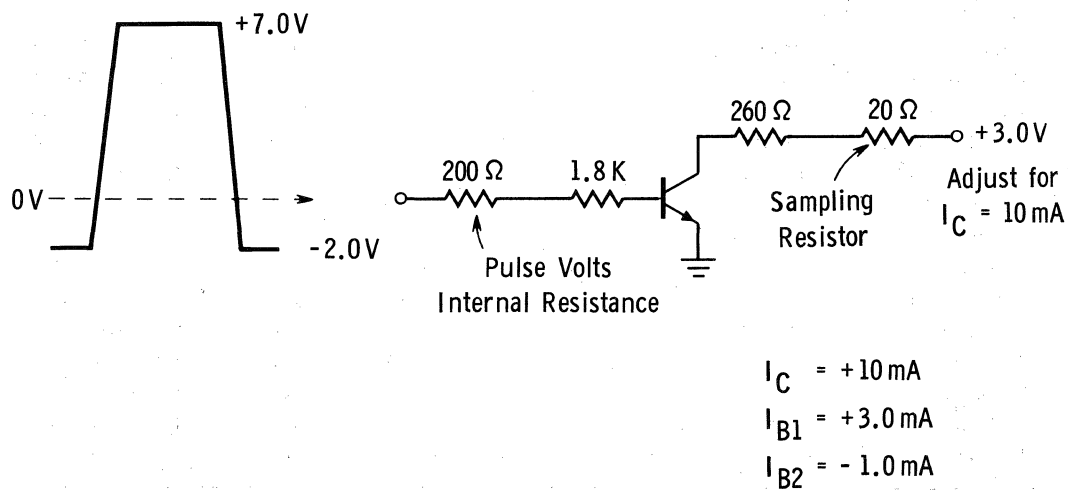 +7.0V
0V
-2.0V
200 Ω
1.8 K
260 Ω
20 Ω
+3.0V
Pulse Volts
Internal Resistance
Sampling
Resistor
Adjust for
I_C = 10 mA
I_C = +10 mA
I_B1 = +3.0 mA
I_B2 = - 1.0 mA